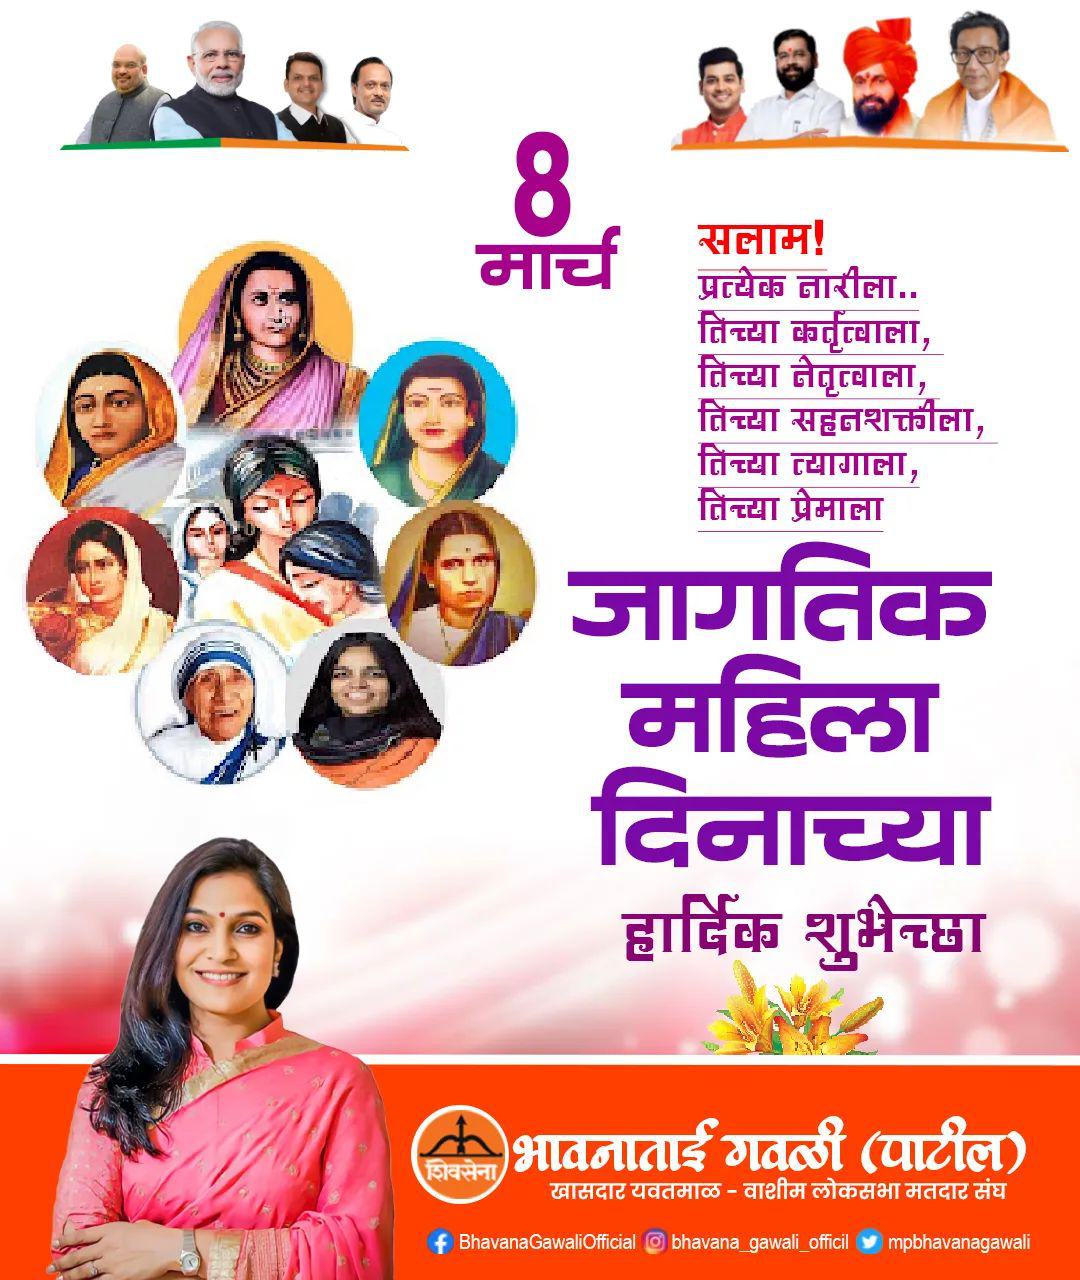 8
मार्च
सलाम!
प्रत्येक नारीला..
तिच्या कर्तृत्वाला,
तिच्या नेतृत्वाला,
तिच्या सहनशक्तीला,
तिच्या त्यागाला,
तिच्या प्रेमाला
जागतिक
महिला
दिनाच्या
हार्दिक शुभेच्छा
शिवसेना
भावनाताई गवळी (पाटील)
खासदार यवतमाळ - वाशीम लोकसभा मतदार संघ
BhavanaGawaliOfficial bhavana_gawali_officil mpbhavanagawali